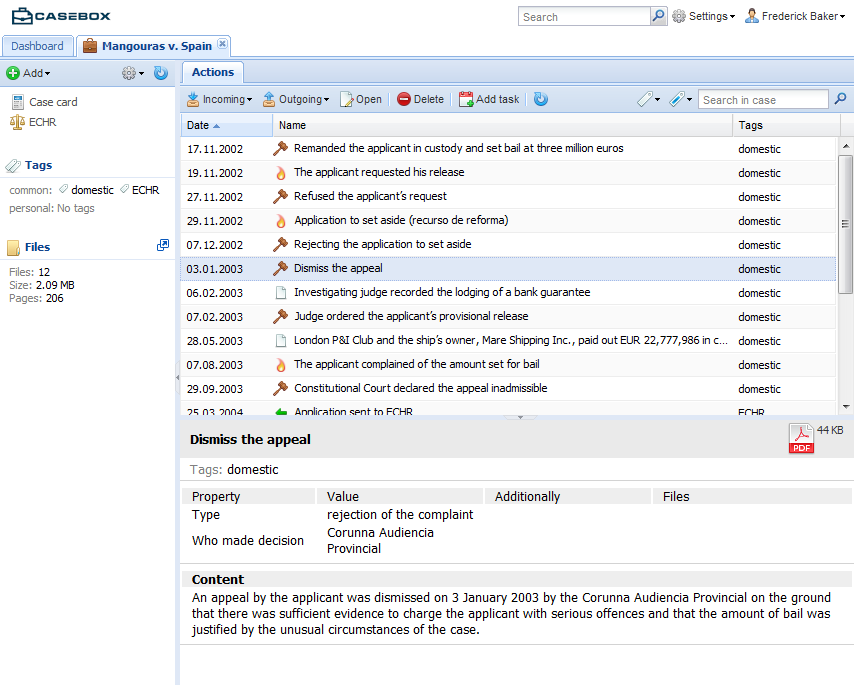 CASEBOX
Search
Settings
Frederick Baker
Dashboard
Mangouras v. Spain
Add
Case card
ECHR
Tags
common: domestic ECHR
personal: No tags
Files
Files: 12
Size: 2.09 MB
Pages: 206
Actions
Incoming Outgoing Open Delete Add task Search in case
Date Name Tags
17.11.2002 Remanded the applicant in custody and set bail at three million euros domestic
19.11.2002 The applicant requested his release domestic
27.11.2002 Refused the applicant's request domestic
29.11.2002 Application to set aside (recurso de reforma) domestic
07.12.2002 Rejecting the application to set aside domestic
03.01.2003 Dismiss the appeal domestic
06.02.2003 Investigating judge recorded the lodging of a bank guarantee domestic
07.02.2003 Judge ordered the applicant's provisional release domestic
28.05.2003 London P&I Club and the ship's owner, Mare Shipping Inc., paid out EUR 22,777,986 in c... domestic
07.08.2003 The applicant complained of the amount set for bail domestic
29.09.2003 Constitutional Court declared the appeal inadmissible domestic
25.03.2004 Application sent to ECHR ECHR
Dismiss the appeal
PDF
44 KB
Tags: domestic
Property Value Additionally Files
Type rejection of the complaint
Who made decision Corunna Audiencia
Provincial
Content
An appeal by the applicant was dismissed on 3 January 2003 by the Corunna Audiencia Provincial on the ground
that there was sufficient evidence to charge the applicant with serious offences and that the amount of bail was
justified by the unusual circumstances of the case.